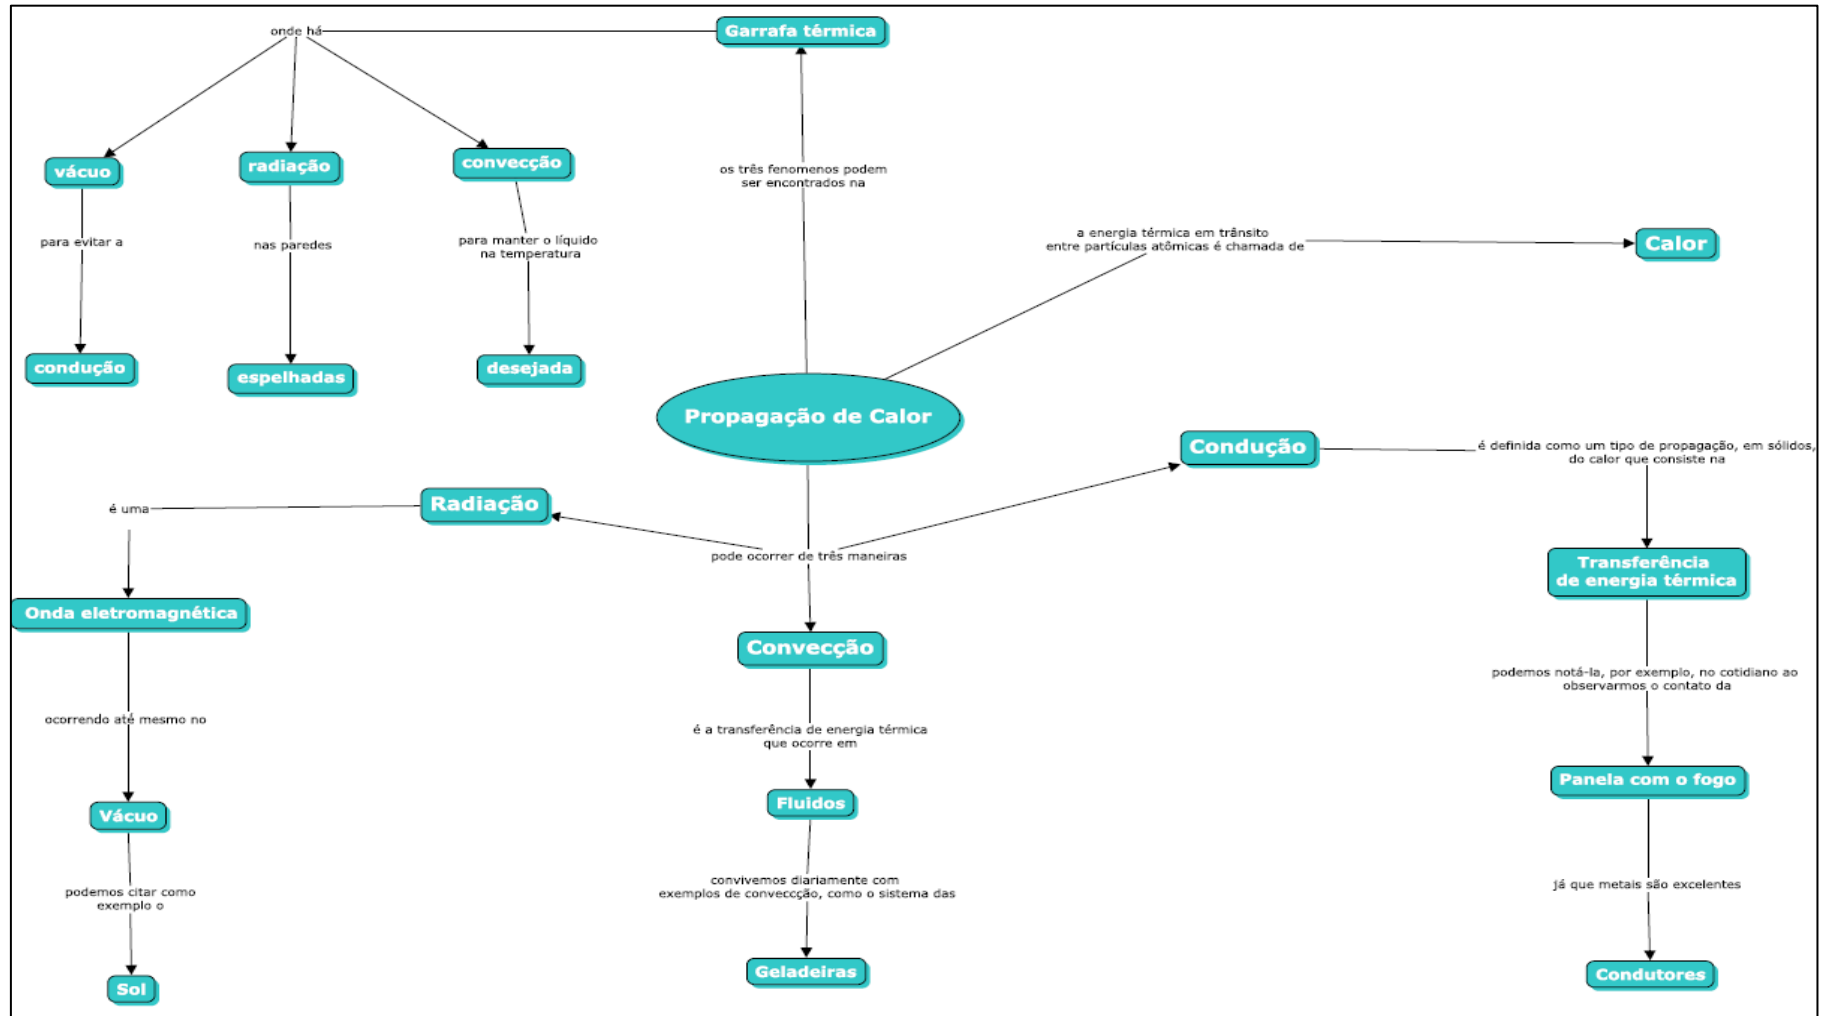 Garrafa térmica
onde há
vácuo
radiação
convecção
para evitar a
nas paredes
para manter o líquido
na temperatura
condução
espelhadas
desejada
os três fenomenos podem
ser encontrados na
a energia térmica em trânsito
entre partículas atômicas é chamada de
Calor
Propagação de Calor
pode ocorrer de três maneiras
Radiação
é uma
Onda eletromagnética
ocorrendo até mesmo no
Vácuo
podemos citar como
exemplo o
Sol
Convecção
é a transferência de energia térmica
que ocorre em
Fluidos
convivemos diariamente com
exemplos de conveccção, como o sistema das
Geladeiras
Condução
é definida como um tipo de propagação, em sólidos,
do calor que consiste na
Transferência
de energia térmica
podemos notá-la, por exemplo, no cotidiano ao
observarmos o contato da
Panela com o fogo
já que metais são excelentes
Condutores